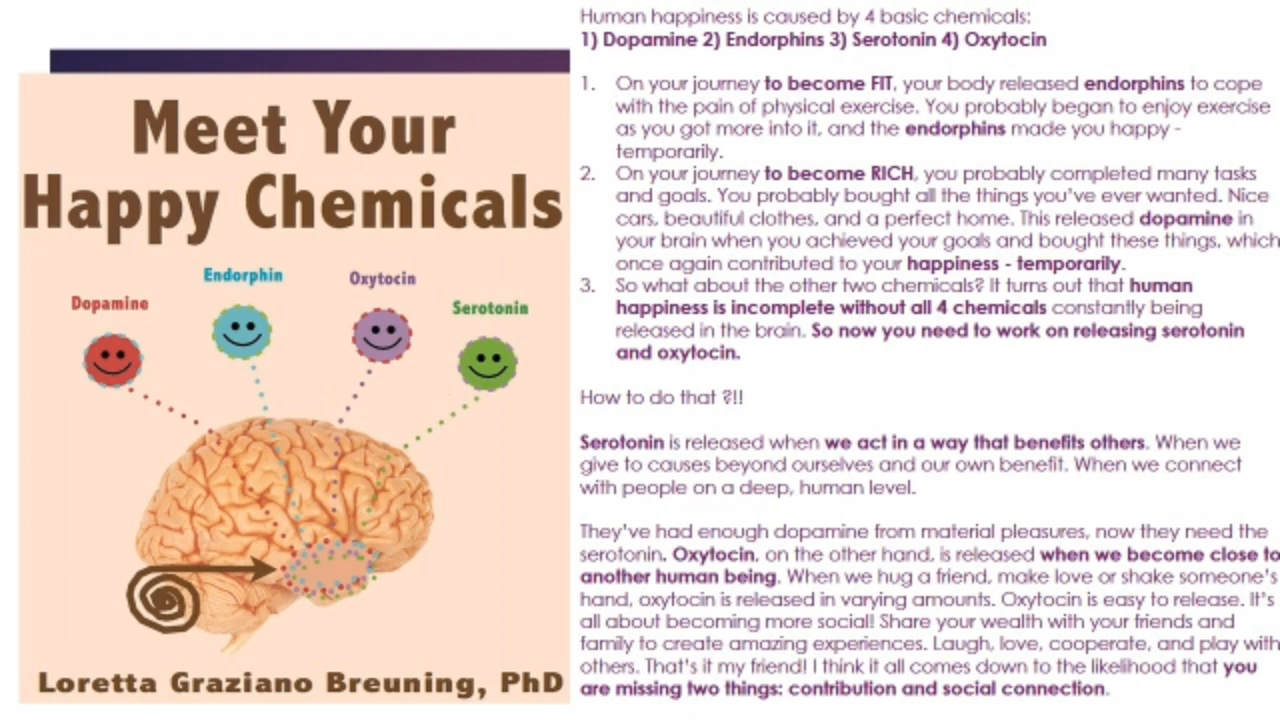 Meet Your
Happy Chemicals
Dopamine
Endorphin
Oxytocin
Serotonin
Loretta Graziano Breuning, PhD
Human happiness is caused by 4 basic chemicals:
1) Dopamine 2) Endorphins 3) Serotonin 4) Oxytocin
1. On your journey to become FIT, your body released endorphins to cope
with the pain of physical exercise. You probably began to enjoy exercise
as you got more into it, and the endorphins made you happy -
temporarily.
2. On your journey to become RICH, you probably completed many tasks
and goals. You probably bought all the things you've ever wanted. Nice
cars, beautiful clothes, and a perfect home. This released dopamine in
your brain when you achieved your goals and bought these things, which
once again contributed to your happiness - temporarily.
3. So what about the other two chemicals? It turns out that human
happiness is incomplete without all 4 chemicals constantly being
released in the brain. So now you need to work on releasing serotonin
and oxytocin.
How to do that ?!!
Serotonin is released when we act in a way that benefits others. When we
give to causes beyond ourselves and our own benefit. When we connect
with people on a deep, human level.
They've had enough dopamine from material pleasures, now they need the
serotonin. Oxytocin, on the other hand, is released when we become close to
another human being. When we hug a friend, make love or shake someone's
hand, oxytocin is released in varying amounts. Oxytocin is easy to release. It's
all about becoming more social! Share your wealth with your friends and
family to create amazing experiences. Laugh, love, cooperate, and play with
others. That's it my friend! I think it all comes down to the likelihood that you
are missing two things: contribution and social connection.